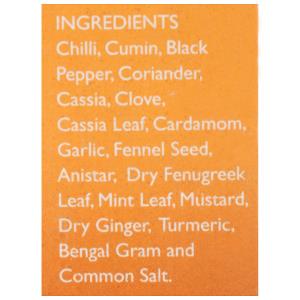 INGREDIENTS
Chilli, Cumin, Black
Pepper, Coriander,
Cassia, Clove,
Cassia Leaf, Cardamom,
Garlic, Fennel Seed,
Anistar, Dry Fenugreek
Leaf, Mint Leaf, Mustard,
Dry Ginger, Turmeric,
Bengal Gram and
Common Salt.